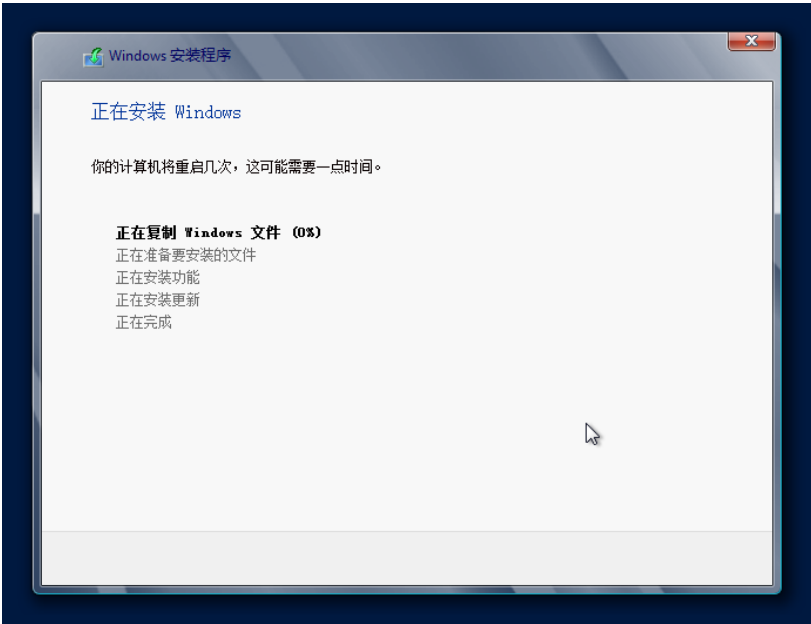 Windows 安装程序
正在安装 Windows
你的计算机将重启几次，这可能需要一点时间。
正在复制 Windows 文件 (0%)
正在准备要安装的文件
正在安装功能
正在安装更新
正在完成